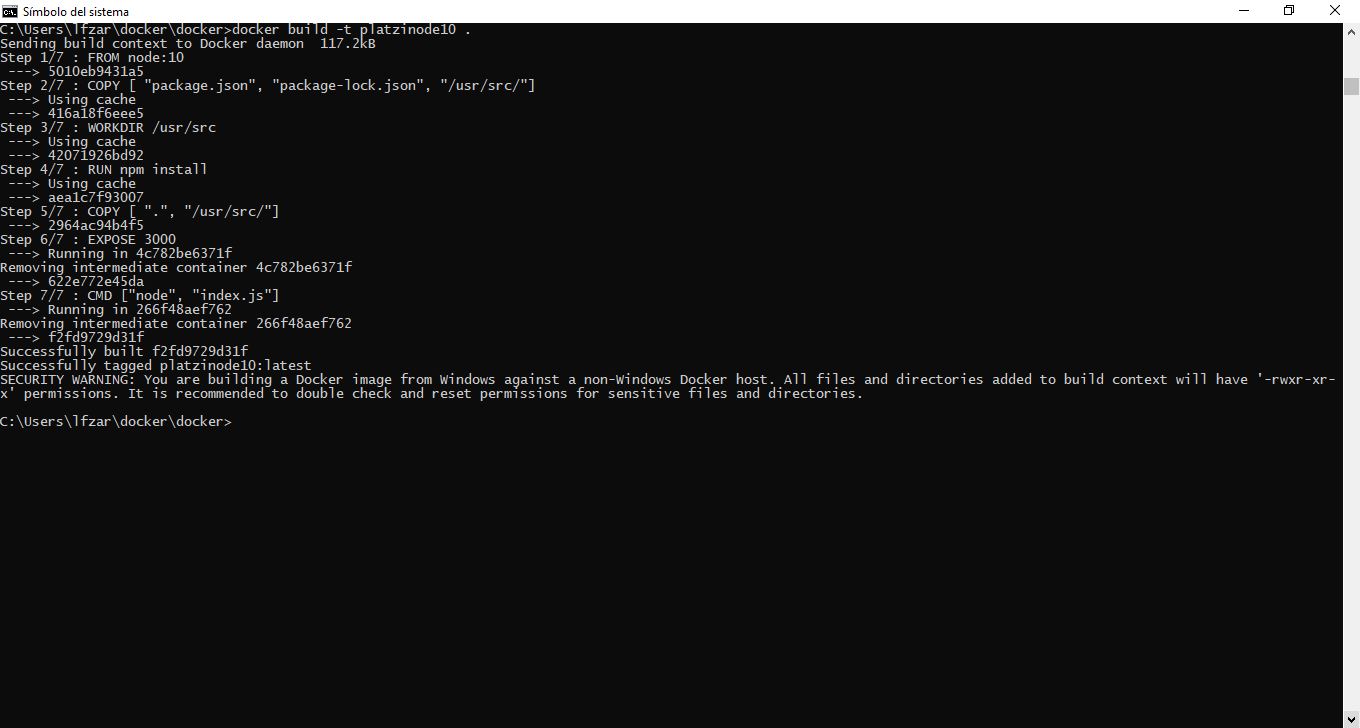 Símbolo del sistema
C:\Users\lfzar\docker\docker>docker build -t platzinode10 .
Sending build context to Docker daemon  117.2kB
Step 1/7 : FROM node:10
 ---> 5010eb9431a5
Step 2/7 : COPY [ "package.json", "package-lock.json", "/usr/src/"]
 ---> Using cache
 ---> 416a18f6eee5
Step 3/7 : WORKDIR /usr/src
 ---> Using cache
 ---> 42071926bd92
Step 4/7 : RUN npm install
 ---> Using cache
 ---> aea1c7f93007
Step 5/7 : COPY [ ".", "/usr/src/"]
 ---> 2964ac94b4f5
Step 6/7 : EXPOSE 3000
 ---> Running in 4c782be6371f
Removing intermediate container 4c782be6371f
 ---> 622e772e45da
Step 7/7 : CMD ["node", "index.js"]
 ---> Running in 266f48aef762
Removing intermediate container 266f48aef762
 ---> f2fd9729d31f
Successfully built f2fd9729d31f
Successfully tagged platzinode10:latest
SECURITY WARNING: You are building a Docker image from Windows against a non-Windows Docker host. All files and directories added to build context will have '-rwxr-xr-
x' permissions. It is recommended to double check and reset permissions for sensitive files and directories.
C:\Users\lfzar\docker\docker>